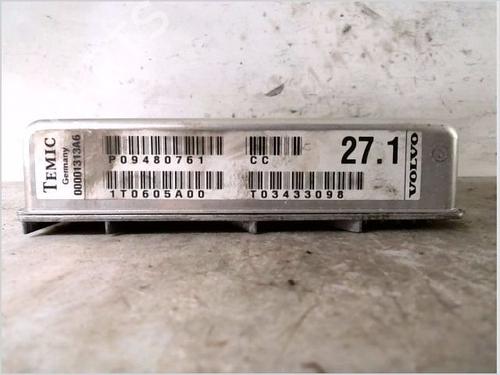 TEMIC
Germany
00001313A6
P09480761 CC
1T0605A00 T03433098
27.1
VOLVO